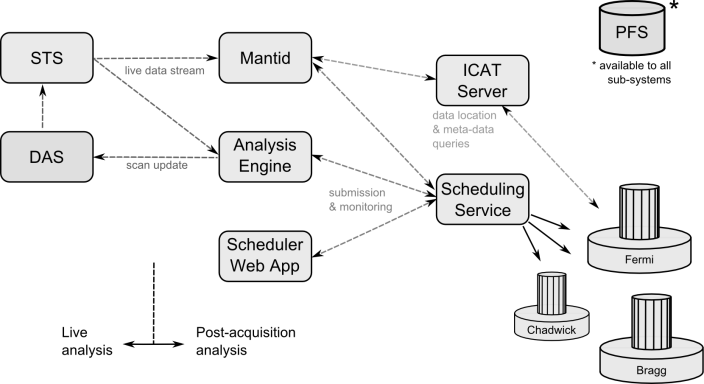 PFS
*
* available to all
sub-systems
STS
live data stream
Mantid
ICAT
Server
data location
& meta-data
queries
DAS
scan update
Analysis
Engine
submission
& monitoring
Scheduling
Service
Scheduler
Web App
Fermi
Chadwick
Bragg
Live
analysis
Post-acquisition
analysis